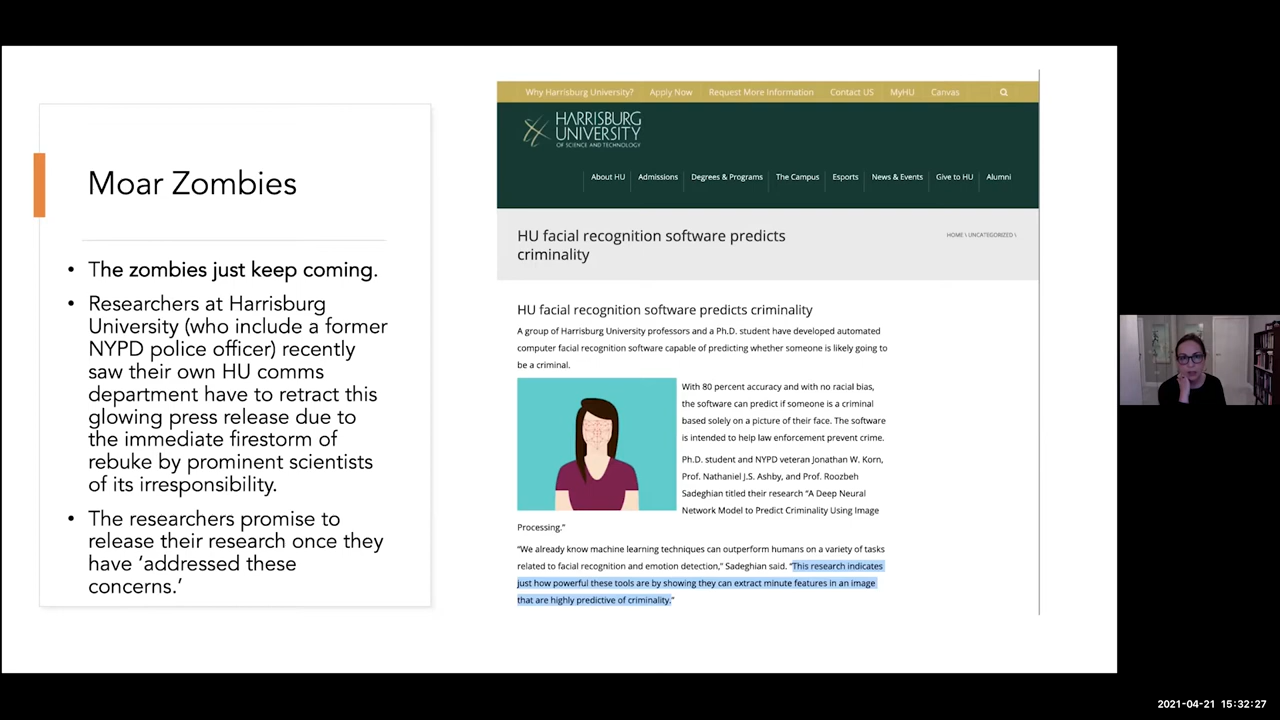 Moar Zombies
• The zombies just keep coming.
• Researchers at Harrisburg
University (who include a former
NYPD police officer) recently
saw their own HU comms
department have to retract this
glowing press release due to
the immediate firestorm of
rebuke by prominent scientists
of its irresponsibility.
• The researchers promise to
release their research once they
have ‘addressed these
concerns.’
Why Harrisburg University? Apply Now Request More Information Contact US MyHU Canvas
HARRISBURG
UNIVERSITY
OF SCIENCE AND TECHNOLOGY
About HU Admissions Degrees & Programs The Campus Esports News & Events Give to HU Alumni
HU facial recognition software predicts
criminality
HOME \ UNCATEGORIZED \
HU facial recognition software predicts criminality
A group of Harrisburg University professors and a Ph.D. student have developed automated
computer facial recognition software capable of predicting whether someone is likely going to
be a criminal.
With 80 percent accuracy and with no racial bias,
the software can predict if someone is a criminal
based solely on a picture of their face. The software
is intended to help law enforcement prevent crime.
Ph.D. student and NYPD veteran Jonathan W. Korn,
Prof. Nathaniel J.S. Ashby, and Prof. Roozbeh
Sadeghian titled their research “A Deep Neural
Network Model to Predict Criminality Using Image
Processing.”
“We already know machine learning techniques can outperform humans on a variety of tasks
related to facial recognition and emotion detection,” Sadeghian said. “This research indicates
just how powerful these tools are by showing they can extract minute features in an image
that are highly predictive of criminality.”
2021-04-21 15:32:27